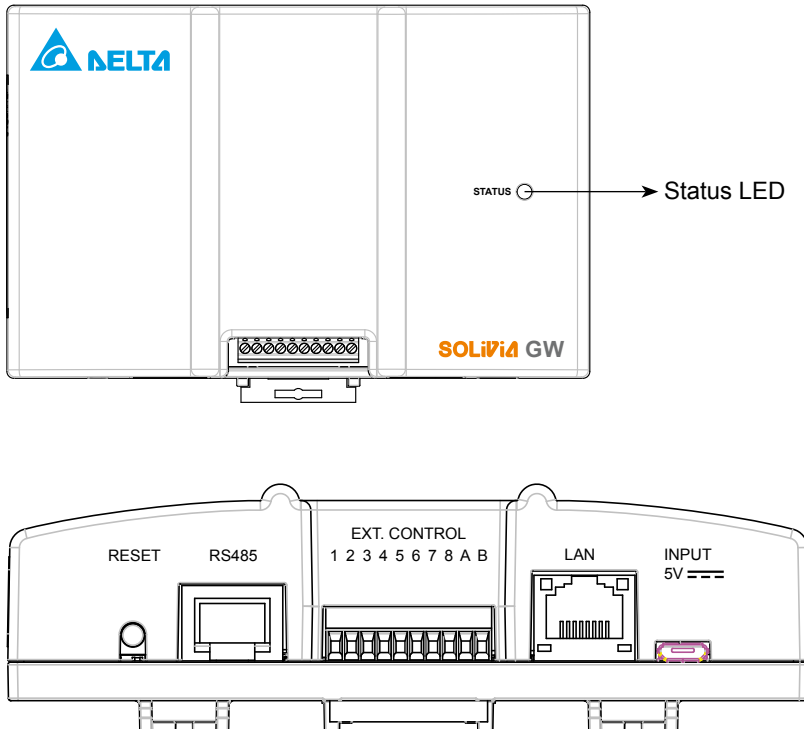 DELTA
STATUS
Status LED
SOLiViA GW
EXT. CONTROL
RESET RS485 1 2 3 4 5 6 7 8 A B LAN INPUT
5V